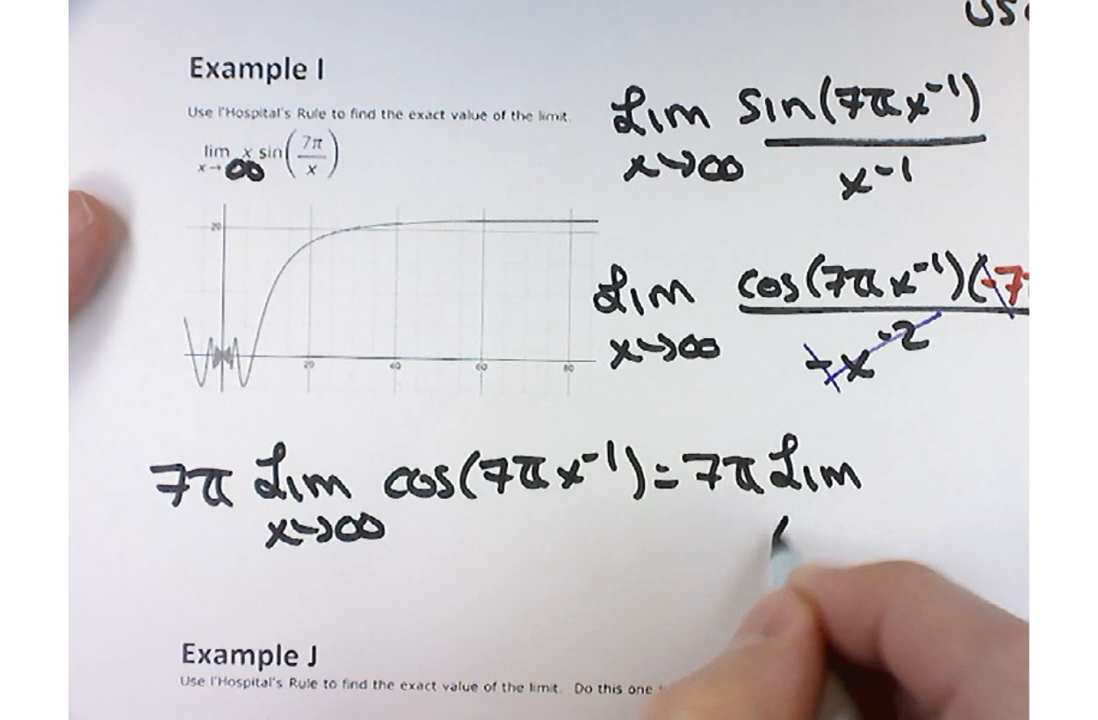 US
Example I
Use l'Hospital's Rule to find the exact value of the limit.
lim x→∞ x sin(7π/x)
Lim x→∞ sin(7πx⁻¹)/x⁻¹
20
20 40 60 80
Lim x→∞ cos(7πx⁻¹)(-7/-x⁻²
7π Lim x→∞ cos(7πx⁻¹) = 7π Lim
Example J
Use l'Hospital's Rule to find the exact value of the limit. Do this one